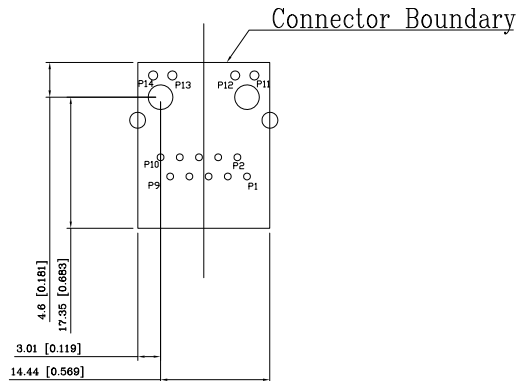 Connector Boundary
P14 P13 P12 P11
P10 P2
P9 P1
4.6 [0.181]
17.35 [0.683]
3.01 [0.119]
14.44 [0.569]